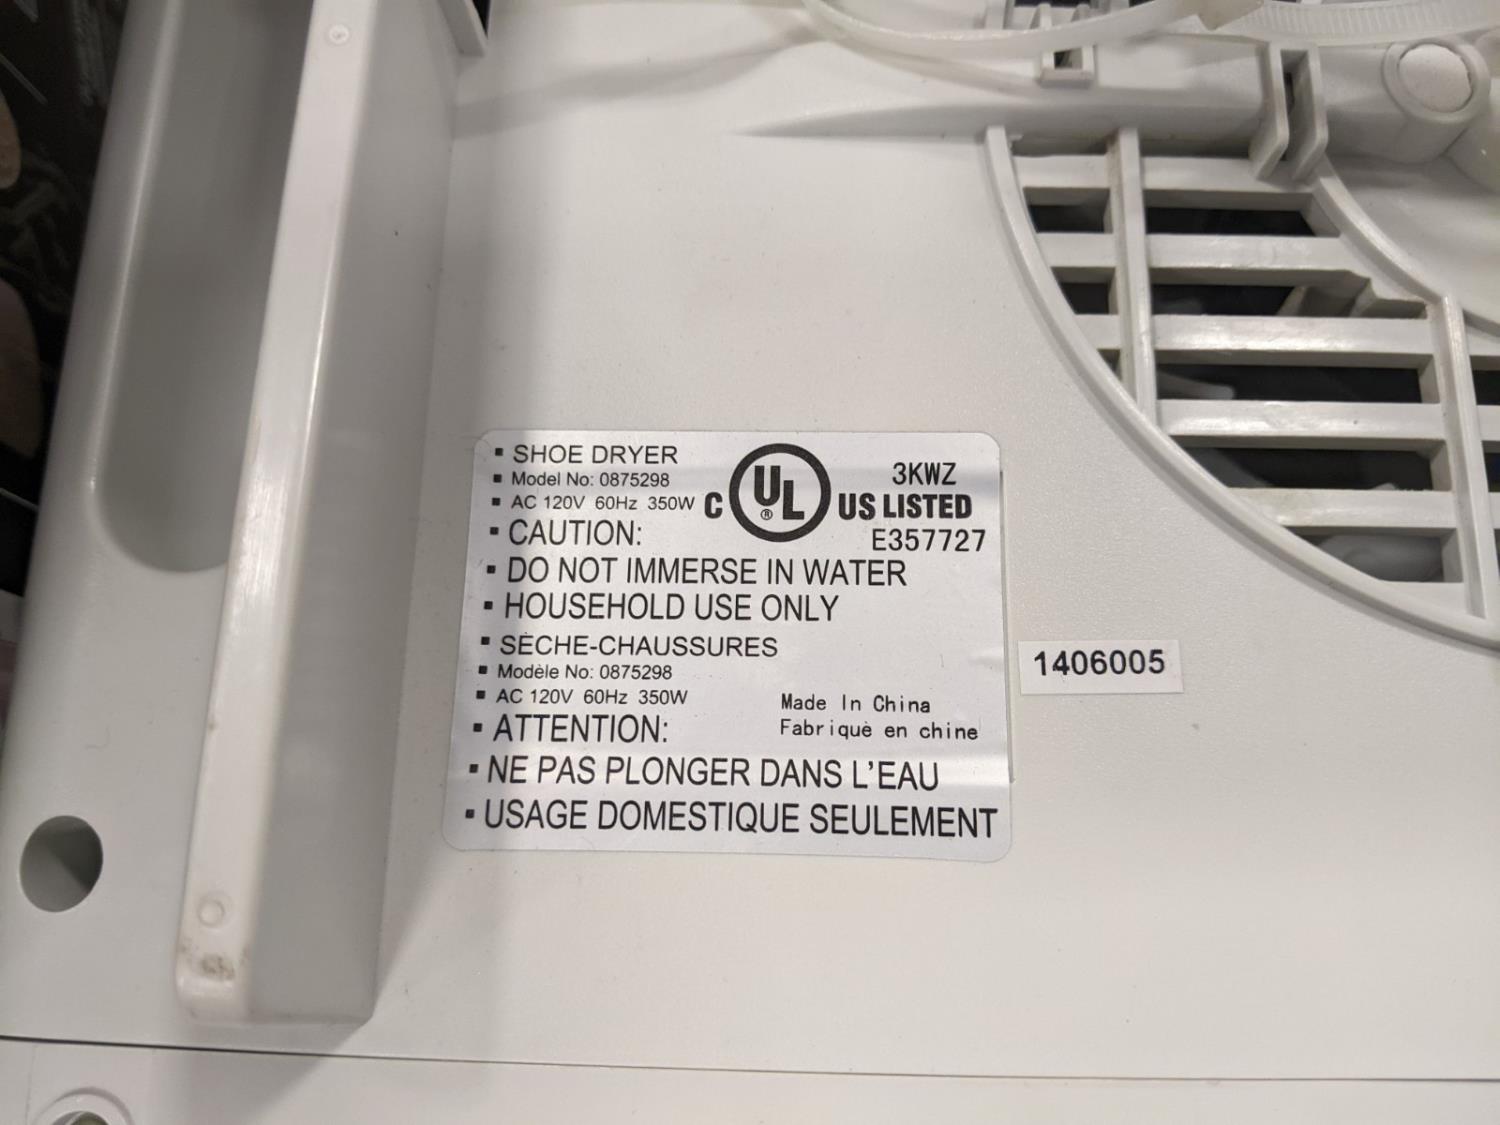 ▪ SHOE DRYER
▪ Model No: 0875298
▪ AC 120V 60Hz 350W
C UL ® US LISTED
3KWZ
E357727
▪ CAUTION:
▪ DO NOT IMMERSE IN WATER
▪ HOUSEHOLD USE ONLY
▪ SÈCHE-CHAUSSURES
▪ Modèle No: 0875298
▪ AC 120V 60Hz 350W
Made In China
Fabriquè en chine
▪ ATTENTION:
▪ NE PAS PLONGER DANS L'EAU
▪ USAGE DOMESTIQUE SEULEMENT
1406005